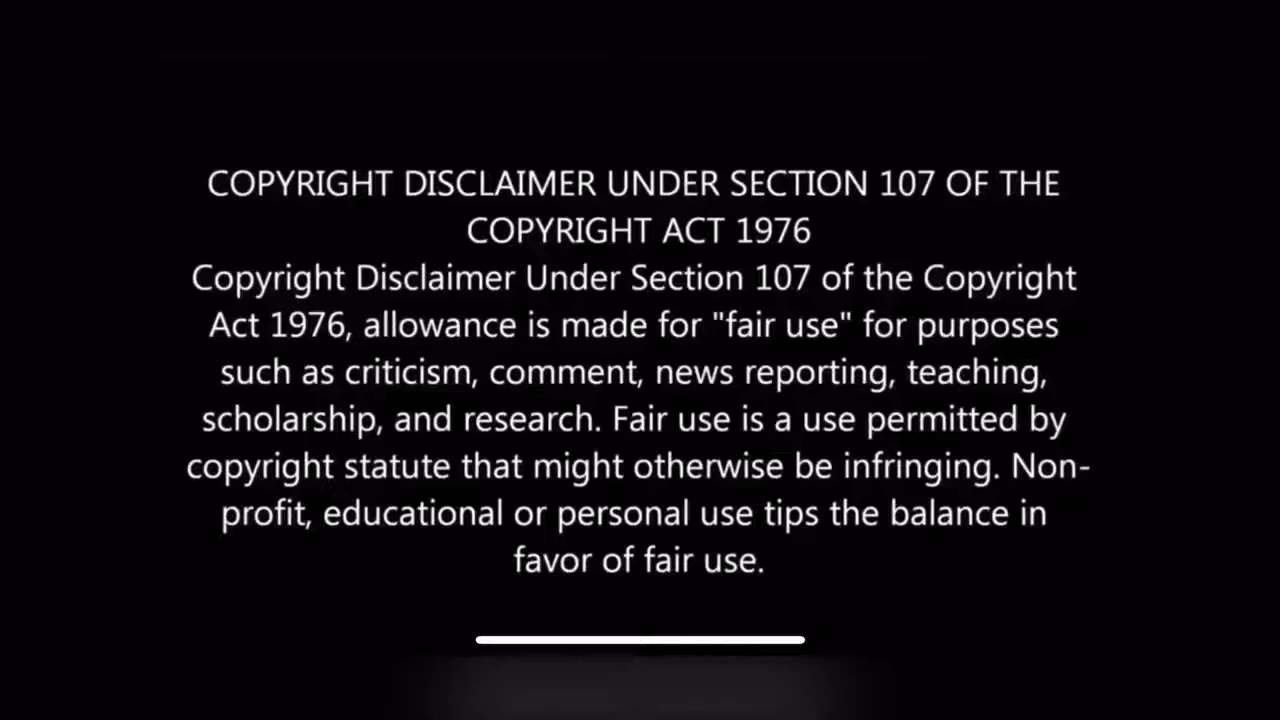 COPYRIGHT DISCLAIMER UNDER SECTION 107 OF THE
COPYRIGHT ACT 1976
Copyright Disclaimer Under Section 107 of the Copyright
Act 1976, allowance is made for "fair use" for purposes
such as criticism, comment, news reporting, teaching,
scholarship, and research. Fair use is a use permitted by
copyright statute that might otherwise be infringing. Non-
profit, educational or personal use tips the balance in
favor of fair use.